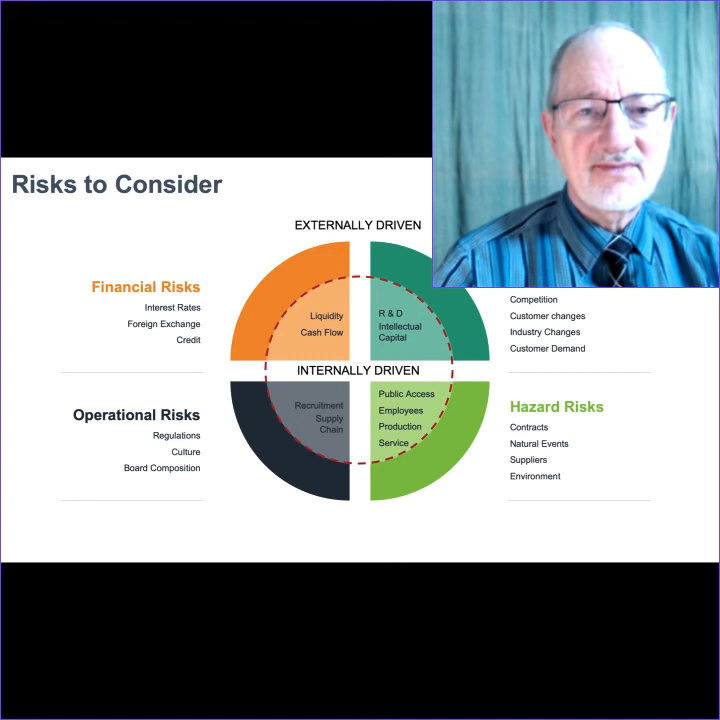 Risks to Consider
EXTERNALLY DRIVEN
Financial Risks
Interest Rates
Foreign Exchange
Credit
Liquidity
Cash Flow
R & D
Intellectual
Capital
Competition
Customer changes
Industry Changes
Customer Demand
INTERNALLY DRIVEN
Operational Risks
Regulations
Culture
Board Composition
Recruitment
Supply
Chain
Public Access
Employees
Production
Service
Hazard Risks
Contracts
Natural Events
Suppliers
Environment